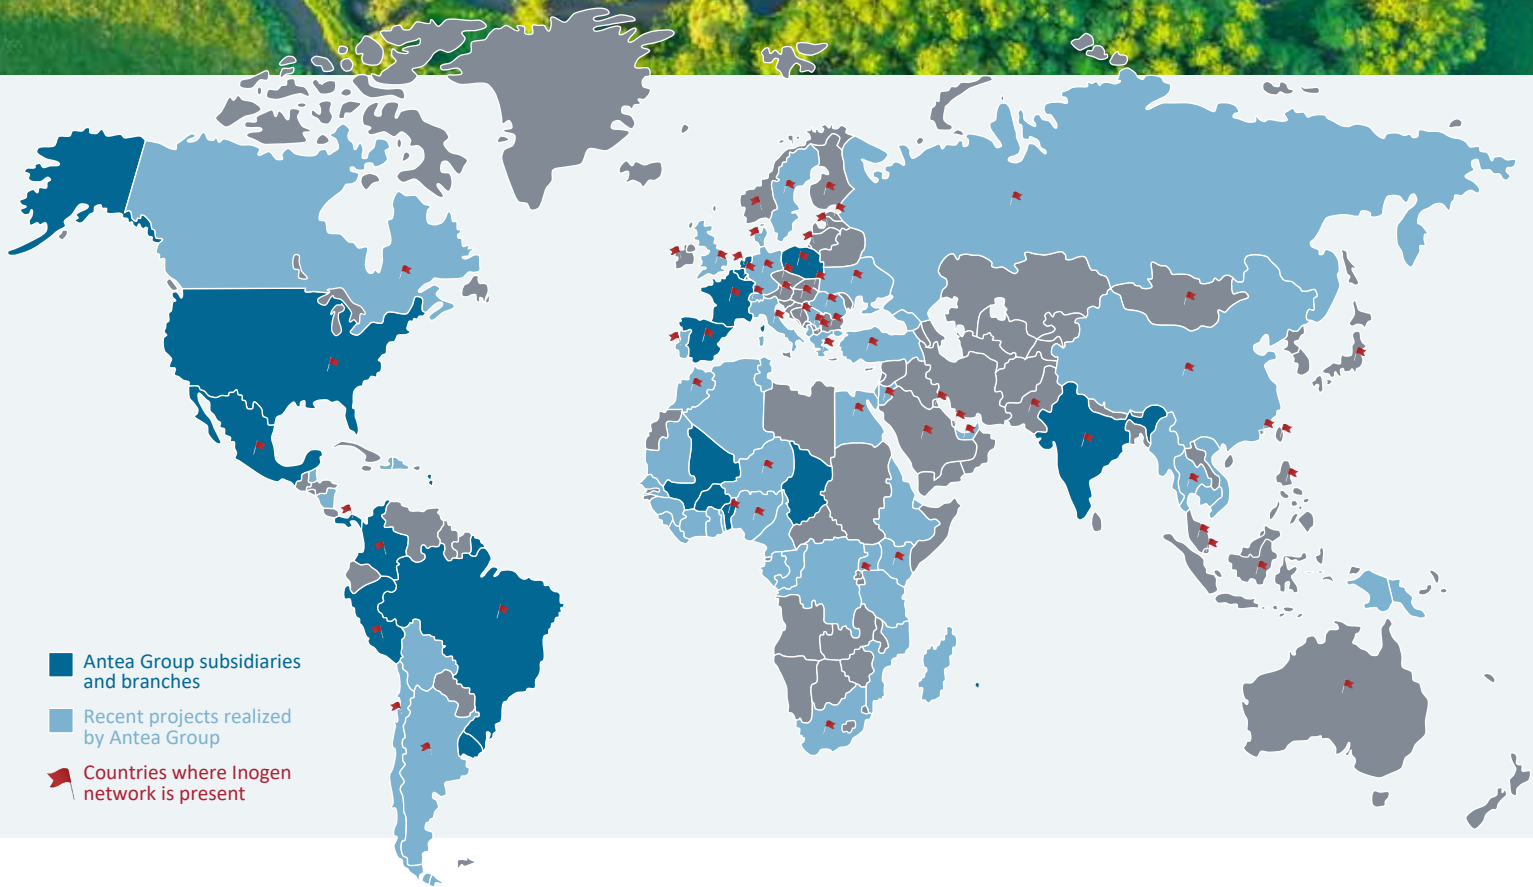 Antea Group subsidiaries
and branches
Recent projects realized
by Antea Group
Countries where Inogen
network is present